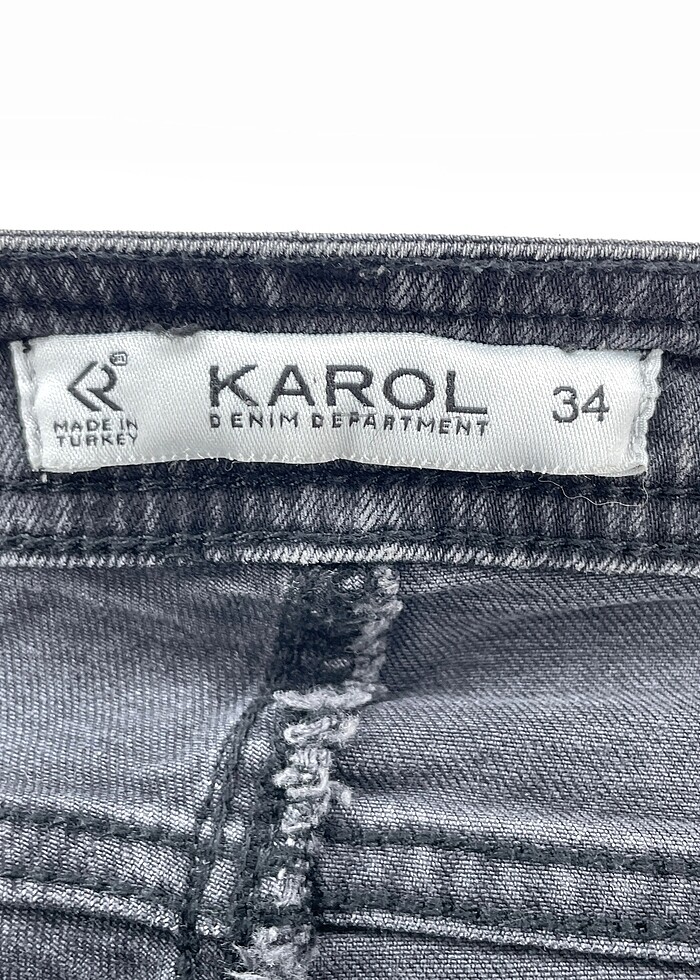 KAROL
DENIM DEPARTMENT
MADE IN
TURKEY
34